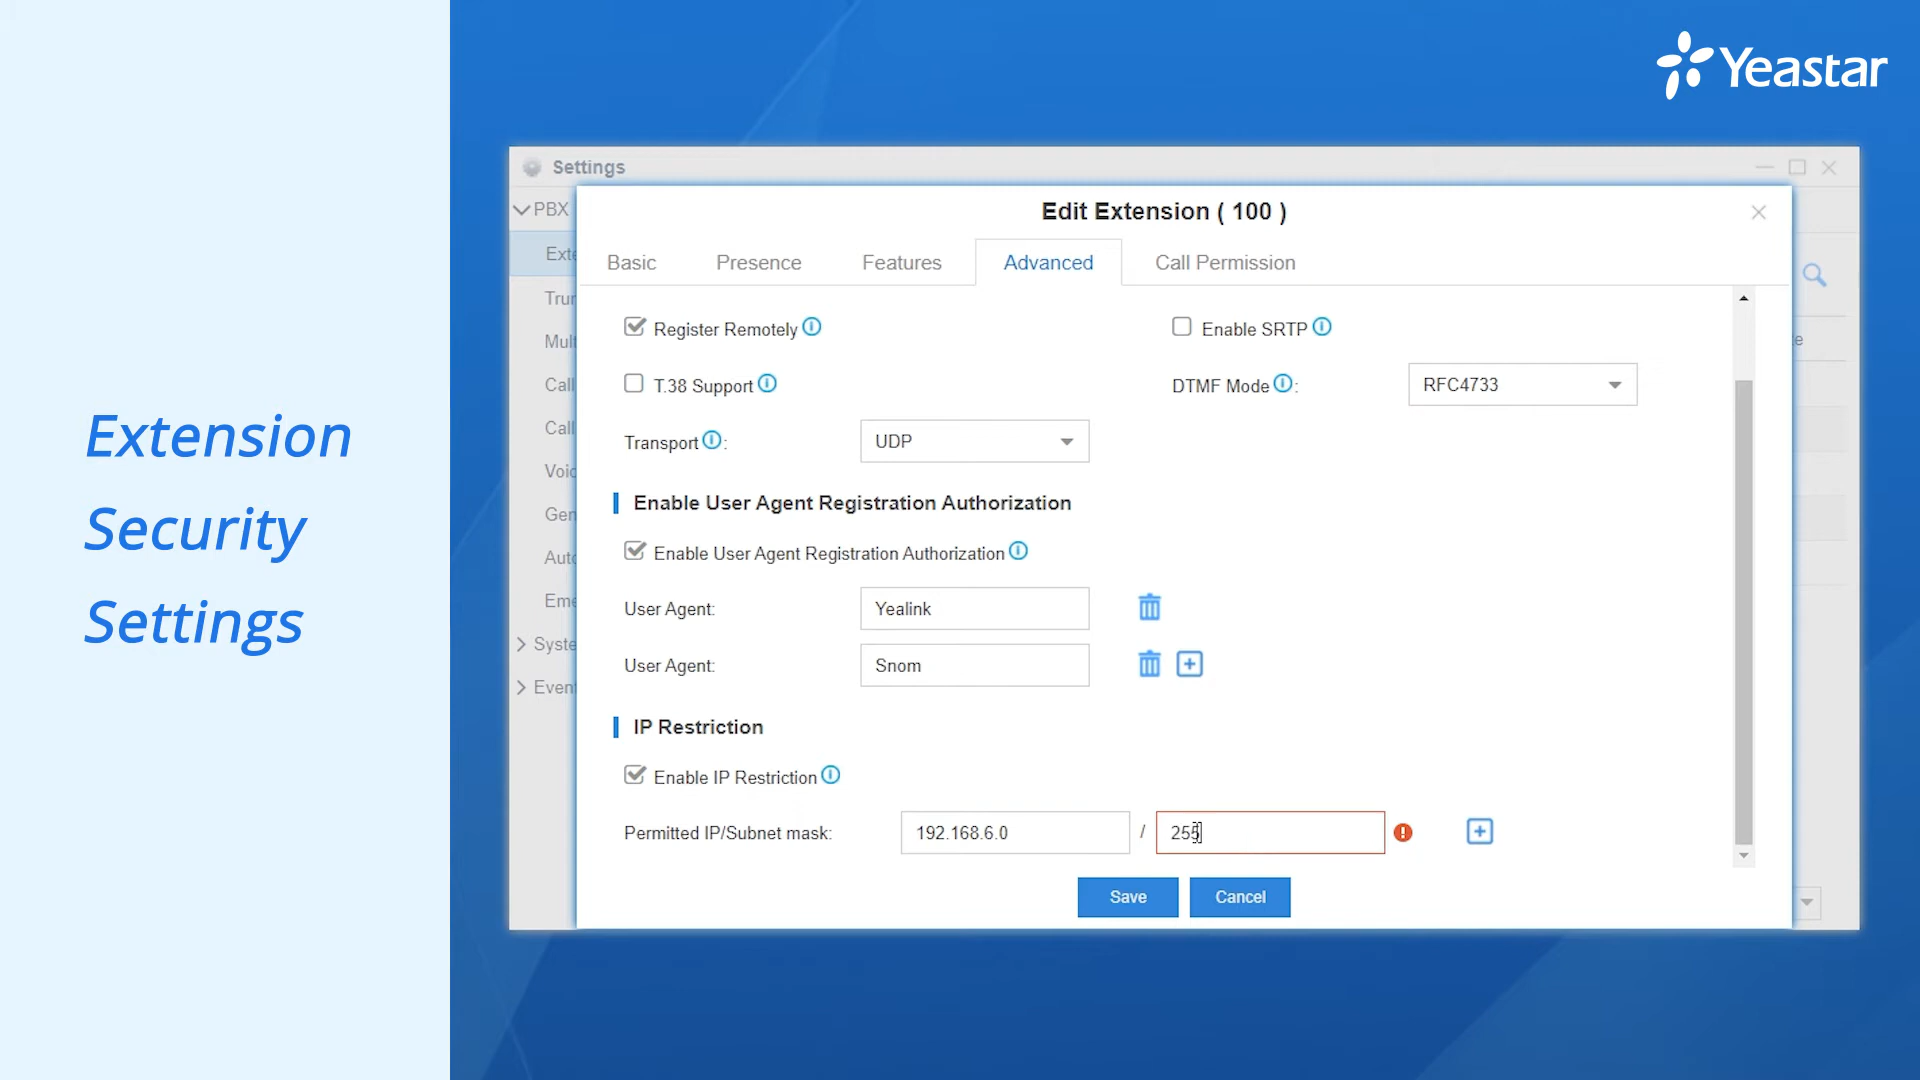 Yeastar
Extension
Security
Settings
Settings
PBX
Edit Extension ( 100 )
Basic Presence Features Advanced Call Permission
Register Remotely Enable SRTP
T.38 Support DTMF Mode : RFC4733
Transport : UDP
Enable User Agent Registration Authorization
Enable User Agent Registration Authorization
User Agent: Yealink
User Agent: Snom
IP Restriction
Enable IP Restriction
Permitted IP/Subnet mask: 192.168.6.0 / 255
Save Cancel